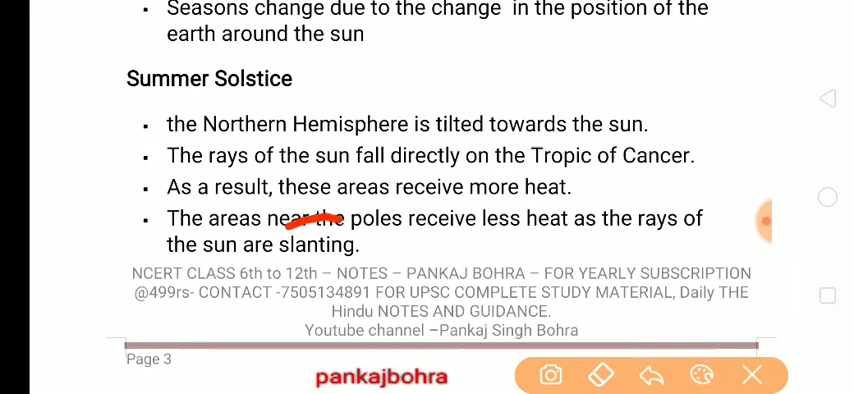 Seasons change due to the change in the position of the
earth around the sun
Summer Solstice
the Northern Hemisphere is tilted towards the sun.
The rays of the sun fall directly on the Tropic of Cancer.
As a result, these areas receive more heat.
The areas near the poles receive less heat as the rays of
the sun are slanting.
NCERT CLASS 6th to 12th – NOTES – PANKAJ BOHRA – FOR YEARLY SUBSCRIPTION
@499rs- CONTACT -7505134891 FOR UPSC COMPLETE STUDY MATERIAL, Daily THE
Hindu NOTES AND GUIDANCE.
Youtube channel –Pankaj Singh Bohra
Page 3
pankajbohra